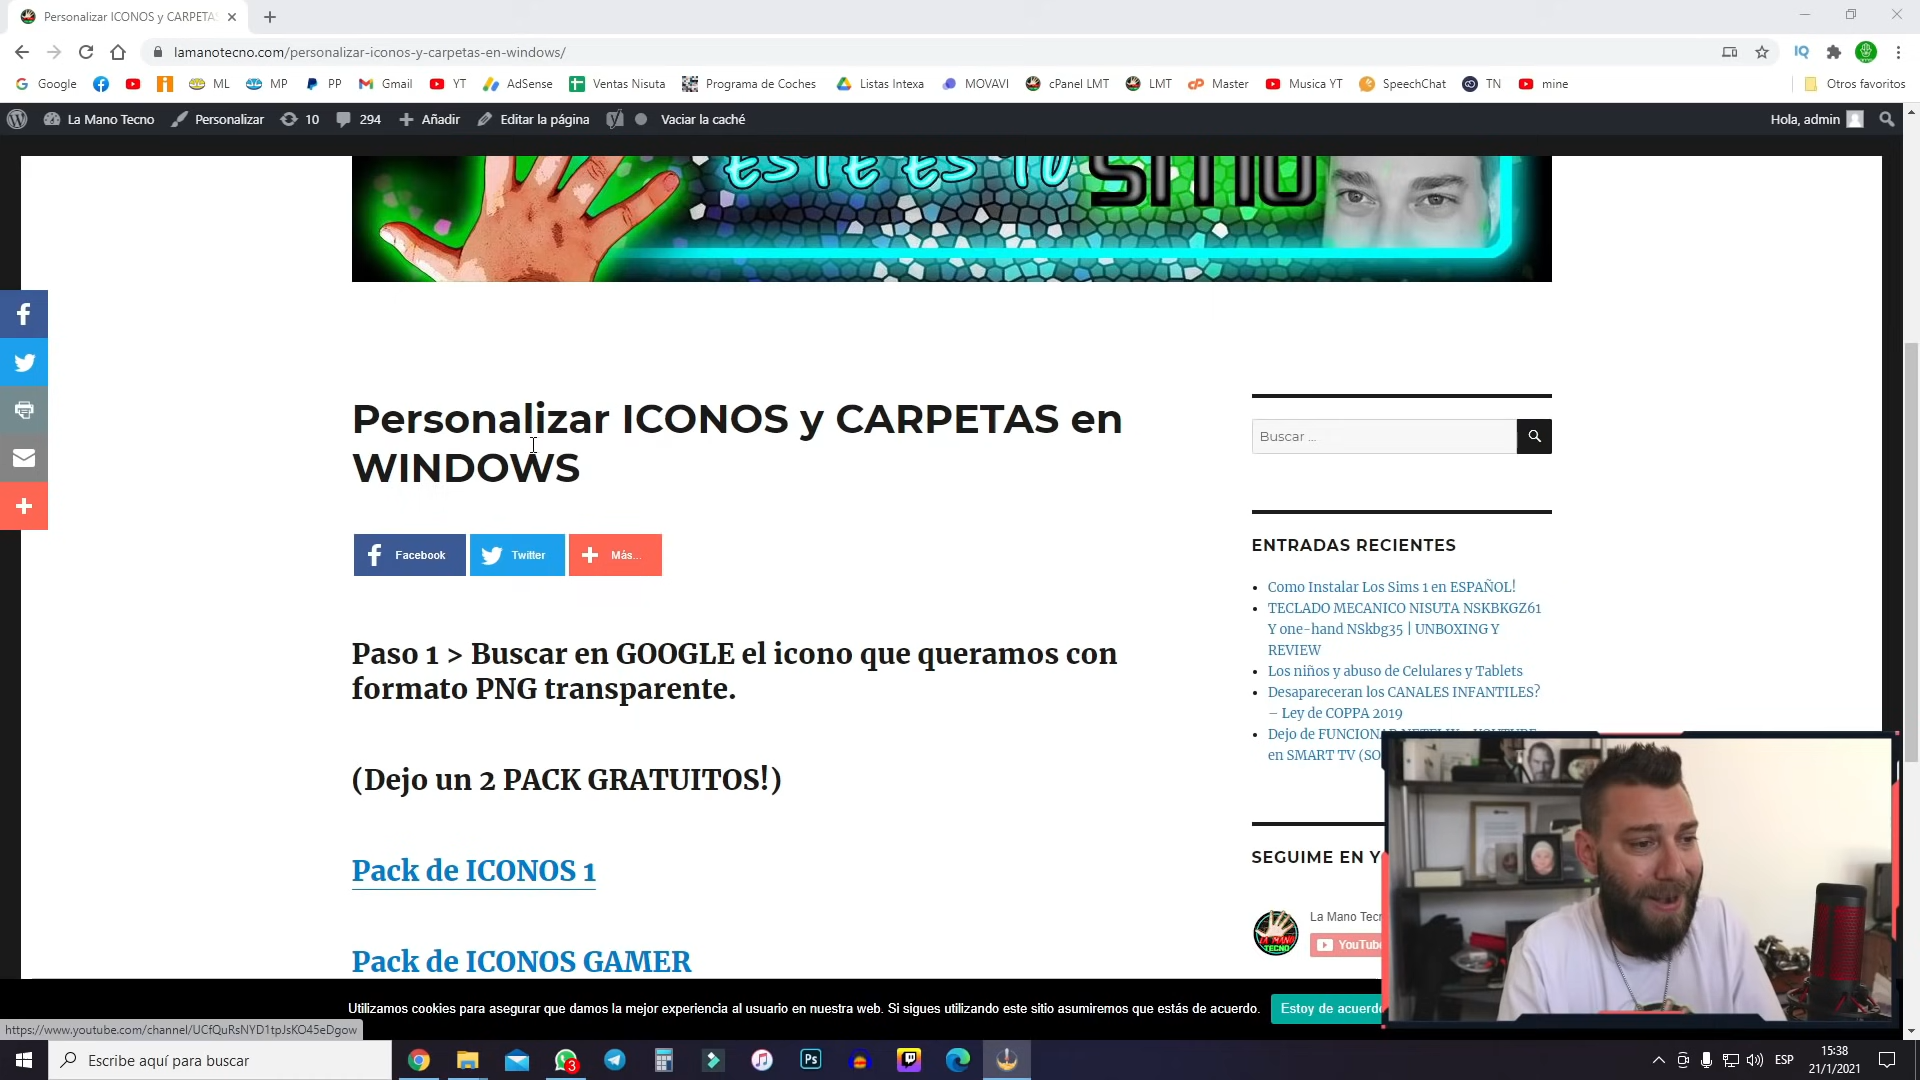 Personalizar ICONOS y CARPETAS
lamanotecno.com/personalizar-iconos-y-carpetas-en-windows/
IQ
Google ML MP PP Gmail YT AdSense Ventas Nisuta Programa de Coches Listas Intexa MOVAVI cPanel LMT LMT Master Musica YT SpeechChat TN mine Otros favoritos
La Mano Tecno Personalizar 10 294 Añadir Editar la página Vaciar la caché Hola, admin
ESTE ES TU SITIO
Personalizar ICONOS y CARPETAS en
WINDOWS
Buscar ...
Facebook Twitter Más...
ENTRADAS RECIENTES
Como Instalar Los Sims 1 en ESPAÑOL!
TECLADO MECANICO NISUTA NSKBKGZ61
Y one-hand NSkbg35 | UNBOXING Y
REVIEW
Los niños y abuso de Celulares y Tablets
Desapareceran los CANALES INFANTILES?
– Ley de COPPA 2019
Dejo de FUNCIONAR NETFLIX
en SMART TV (SO
Paso 1 > Buscar en GOOGLE el icono que queramos con
formato PNG transparente.
(Dejo un 2 PACK GRATUITOS!)
Pack de ICONOS 1
Pack de ICONOS GAMER
SEGUIME EN Y
La Mano Tecn
LA MANO
TECNO
YouTube
Utilizamos cookies para asegurar que damos la mejor experiencia al usuario en nuestra web. Si sigues utilizando este sitio asumiremos que estás de acuerdo. Estoy de acuerdo
https://www.youtube.com/channel/UCfQuRsNYD1tpJsKO45eDgow
Escribe aquí para buscar
3
Ps
ESP
15:38
21/1/2021